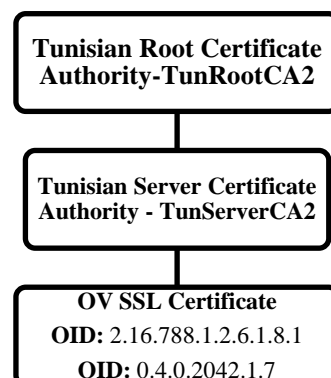 Tunisian Root Certificate
Authority-TunRootCA2
Tunisian Server Certificate
Authority - TunServerCA2
OV SSL Certificate
OID: 2.16.788.1.2.6.1.8.1
OID: 0.4.0.2042.1.7